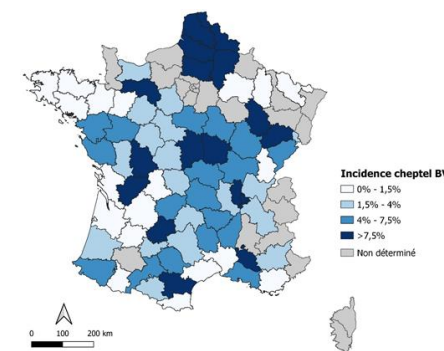 Incidence cheptel BV
0% - 1,5%
1,5% - 4%
4% - 7,5%
>7,5%
Non déterminé
0 100 200 km